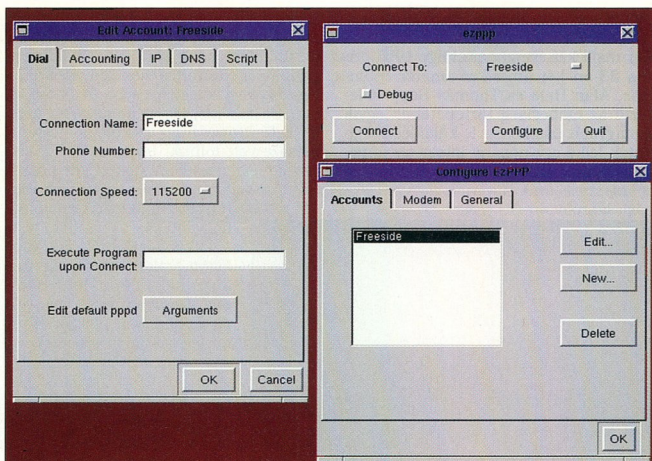 Edit Account: Freeside
Dial Accounting IP DNS Script
Connection Name: Freeside
Phone Number:
Connection Speed: 115200
Execute Program
upon Connect:
Edit default pppd Arguments
OK Cancel
ezppp
Connect To: Freeside
Debug
Connect Configure Quit
Configure EzPPP
Accounts Modem General
Freeside
Edit...
New...
Delete
OK